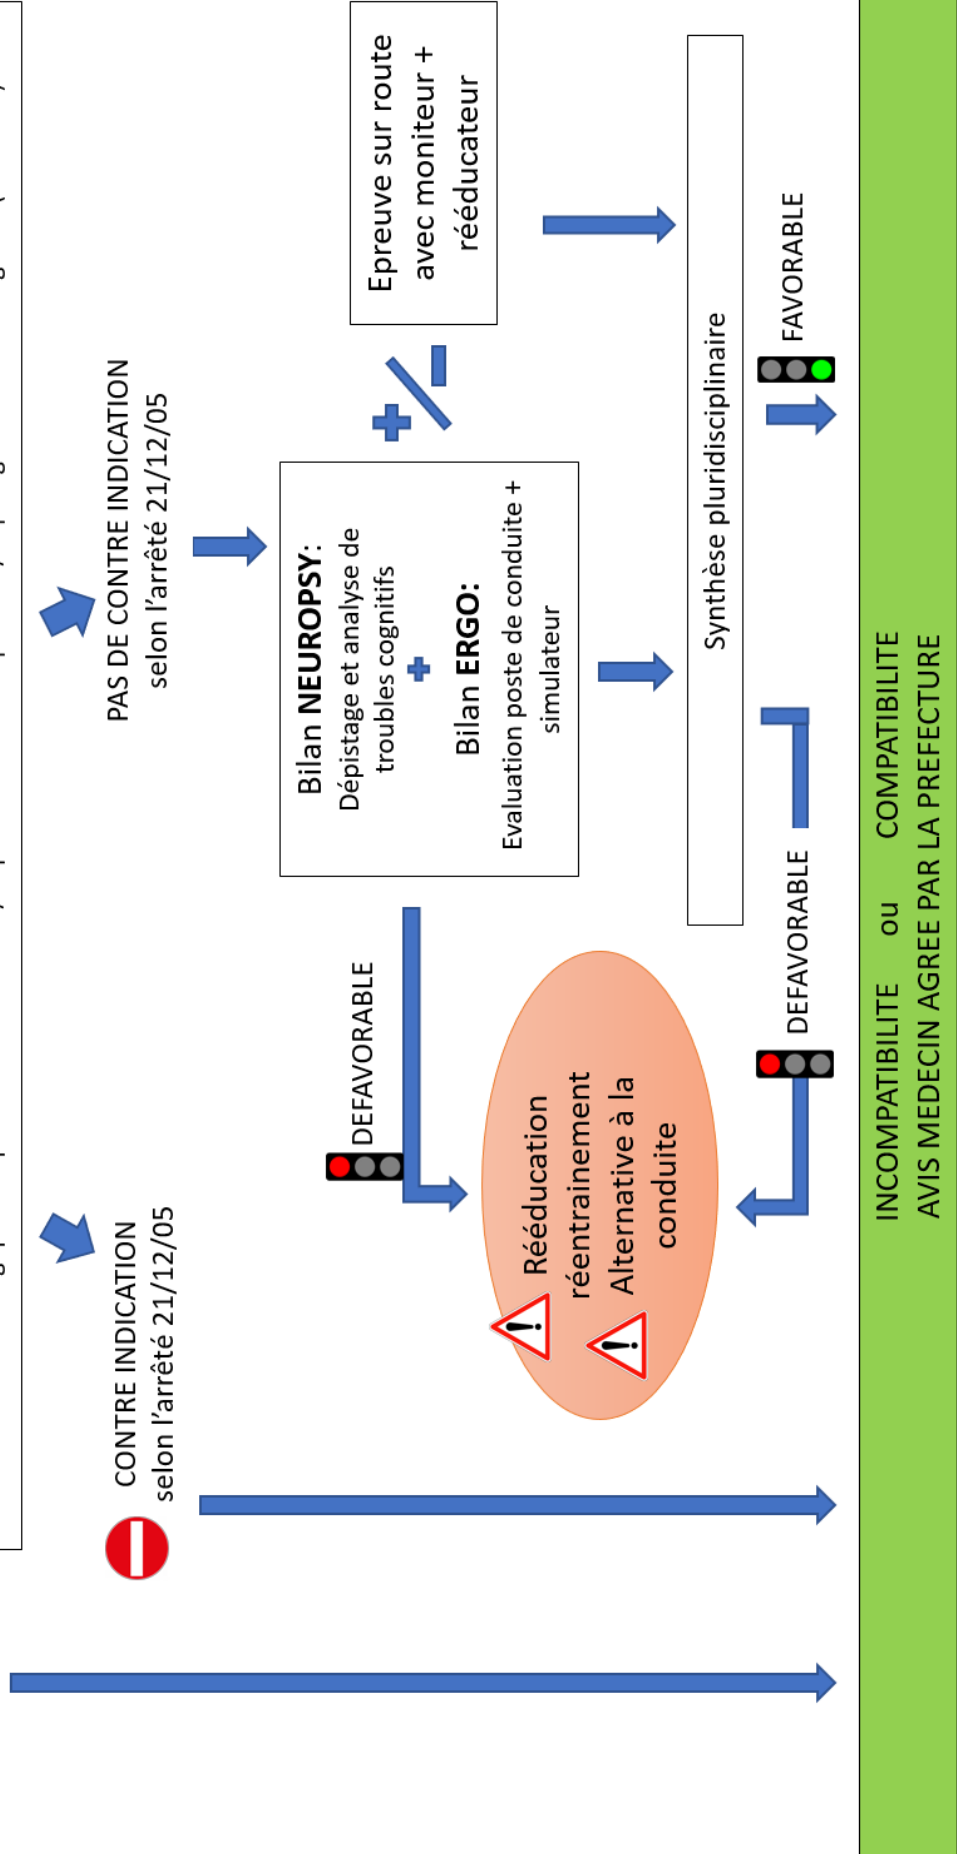 CONTRE INDICATION
selon l'arrêté 21/12/05
PAS DE CONTRE INDICATION
selon l'arrêté 21/12/05
DEFAVORABLE
Bilan NEUROPSY:
Dépistage et analyse de
troubles cognitifs
Bilan ERGO:
Evaluation poste de conduite +
simulateur
Epreuve sur route
avec moniteur +
rééducateur
Rééducation
réentrainement
Alternative à la
conduite
Synthèse pluridisciplinaire
DEFAVORABLE
FAVORABLE
INCOMPATIBILITE ou COMPATIBILITE
AVIS MEDECIN AGREE PAR LA PREFECTURE